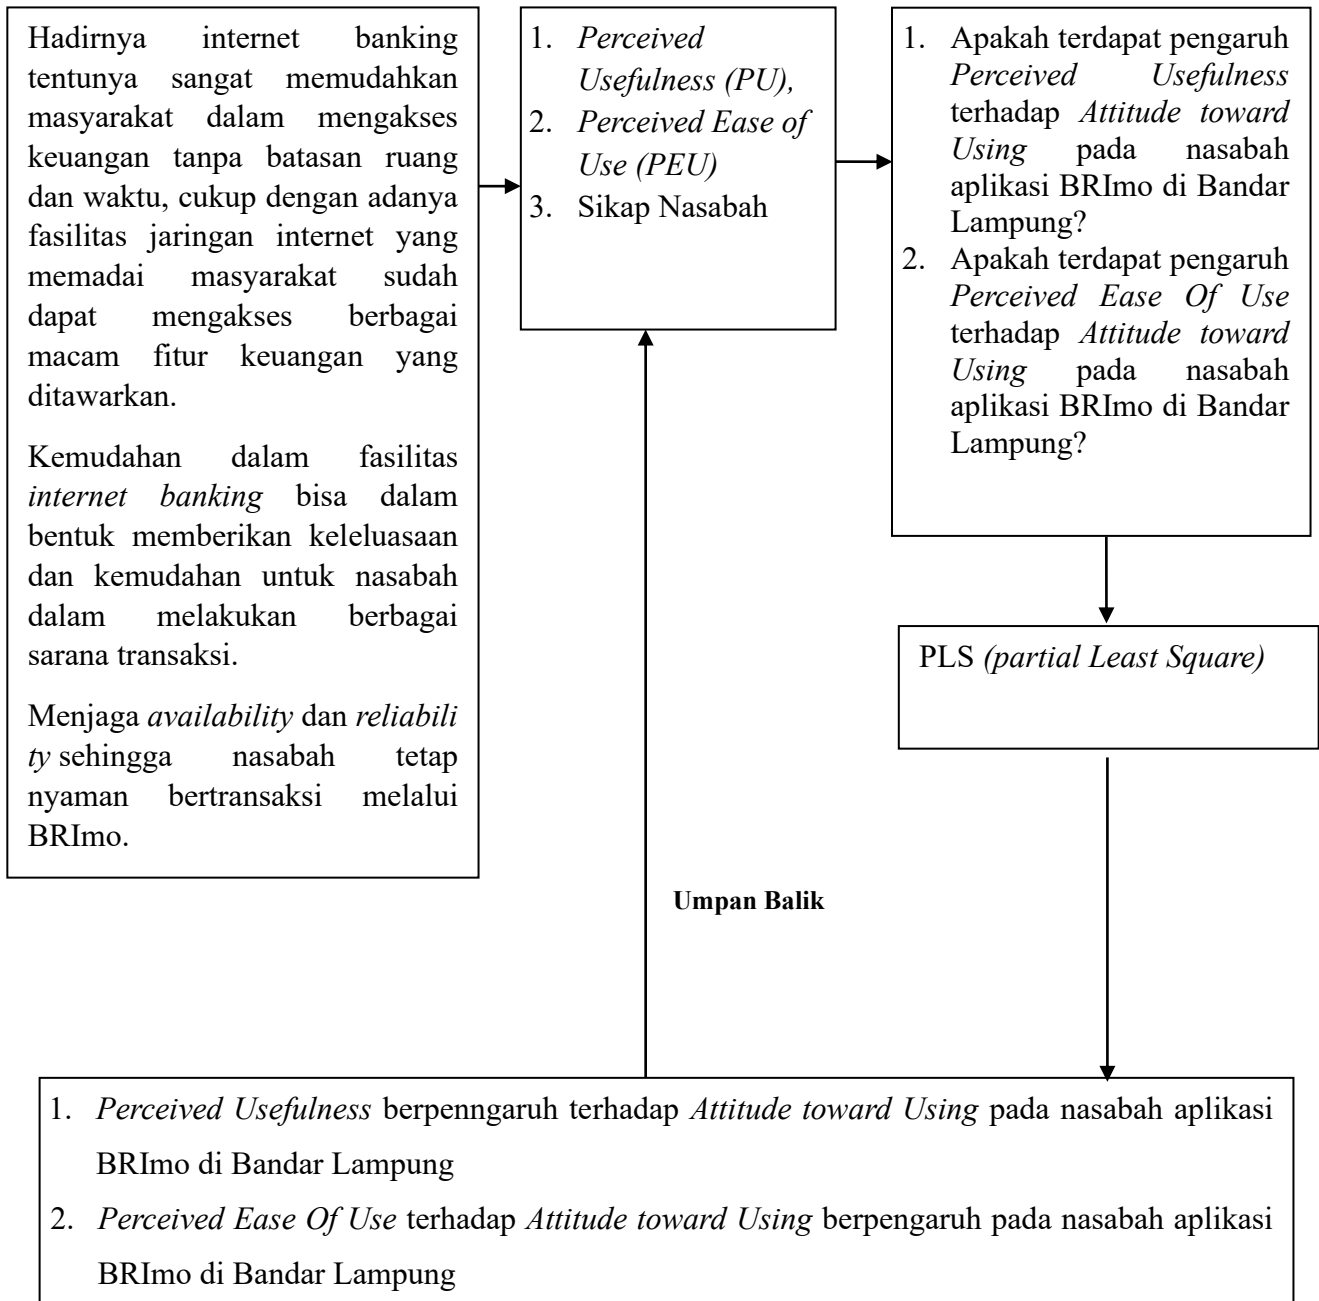 Hadirnya internet banking
tentunya sangat memudahkan
masyarakat dalam mengakses
keuangan tanpa batasan ruang
dan waktu, cukup dengan adanya
fasilitas jaringan internet yang
memadai masyarakat sudah
dapat mengakses berbagai
macam fitur keuangan yang
ditawarkan.
Kemudahan dalam fasilitas
internet banking bisa dalam
bentuk memberikan keleluasaan
dan kemudahan untuk nasabah
dalam melakukan berbagai
sarana transaksi.
Menjaga availability dan reliabili
ty sehingga nasabah tetap
nyaman bertransaksi melalui
BRImo.
1. Perceived
Usefulness (PU),
2. Perceived Ease of
Use (PEU)
3. Sikap Nasabah
1. Apakah terdapat pengaruh
Perceived Usefulness
terhadap Attitude toward
Using pada nasabah
aplikasi BRImo di Bandar
Lampung?
2. Apakah terdapat pengaruh
Perceived Ease Of Use
terhadap Attitude toward
Using pada nasabah
aplikasi BRImo di Bandar
Lampung?
PLS (partial Least Square)
Umpan Balik
1. Perceived Usefulness berpenngaruh terhadap Attitude toward Using pada nasabah aplikasi
BRImo di Bandar Lampung
2. Perceived Ease Of Use terhadap Attitude toward Using berpengaruh pada nasabah aplikasi
BRImo di Bandar Lampung